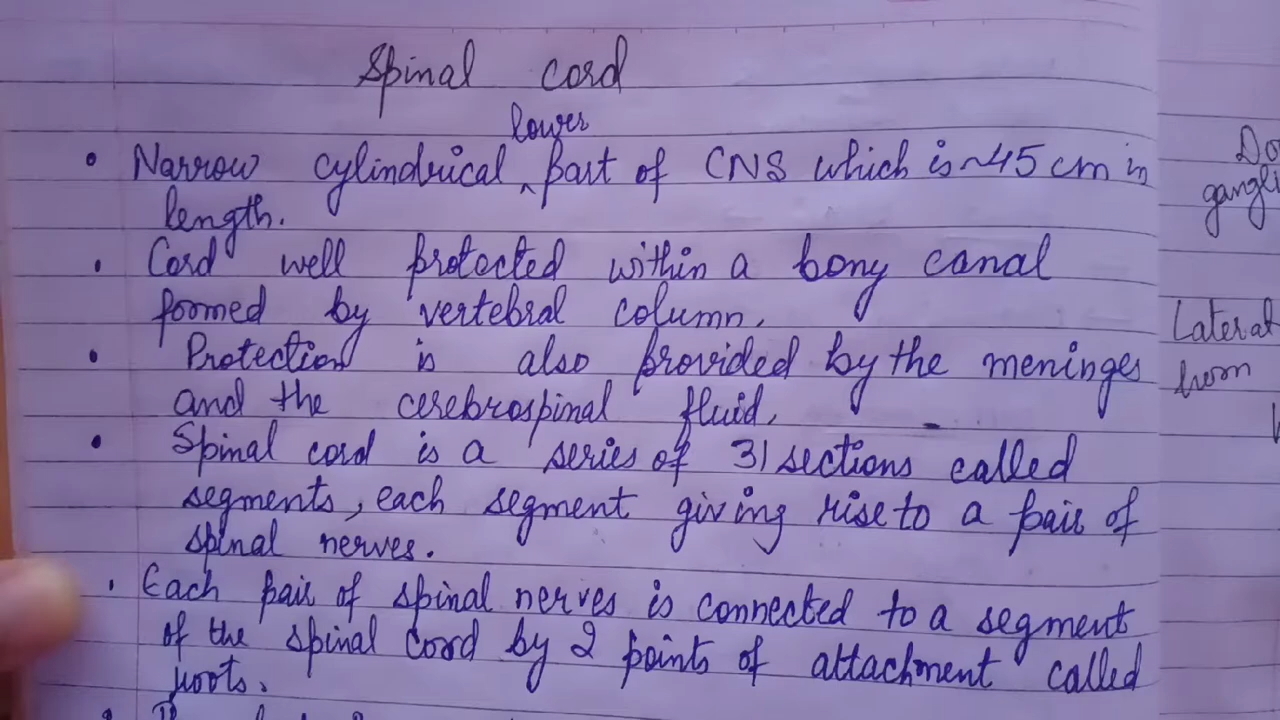 Spinal cord
lower
• Narrow cylindrical ^ part of CNS which is ~45 cm in
length.
• Cord well protected within a bony canal
formed by vertebral column.
• Protection is also provided by the meninges
and the cerebrospinal fluid.
• Spinal cord is a series of 31 sections called
segments, each segment giving rise to a pair of
spinal nerves.
• Each pair of spinal nerves is connected to a segment
of the spinal cord by 2 points of attachment called
roots.
Do
gangli
Lateral
from